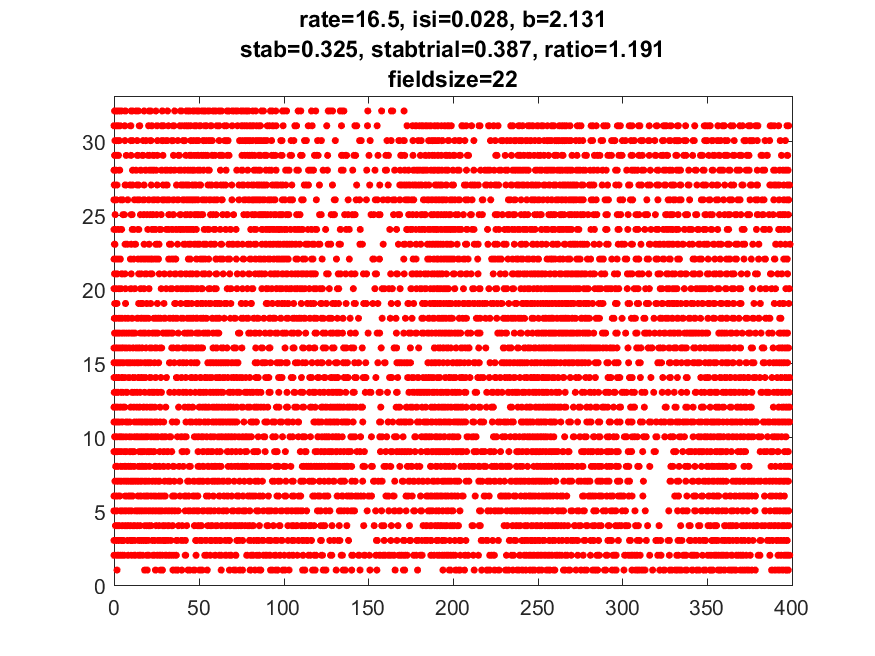 rate=16.5, isi=0.028, b=2.131
stab=0.325, stabtrial=0.387, ratio=1.191
fieldsize=22
30
25
20
15
10
5
0
0 50 100 150 200 250 300 350 400